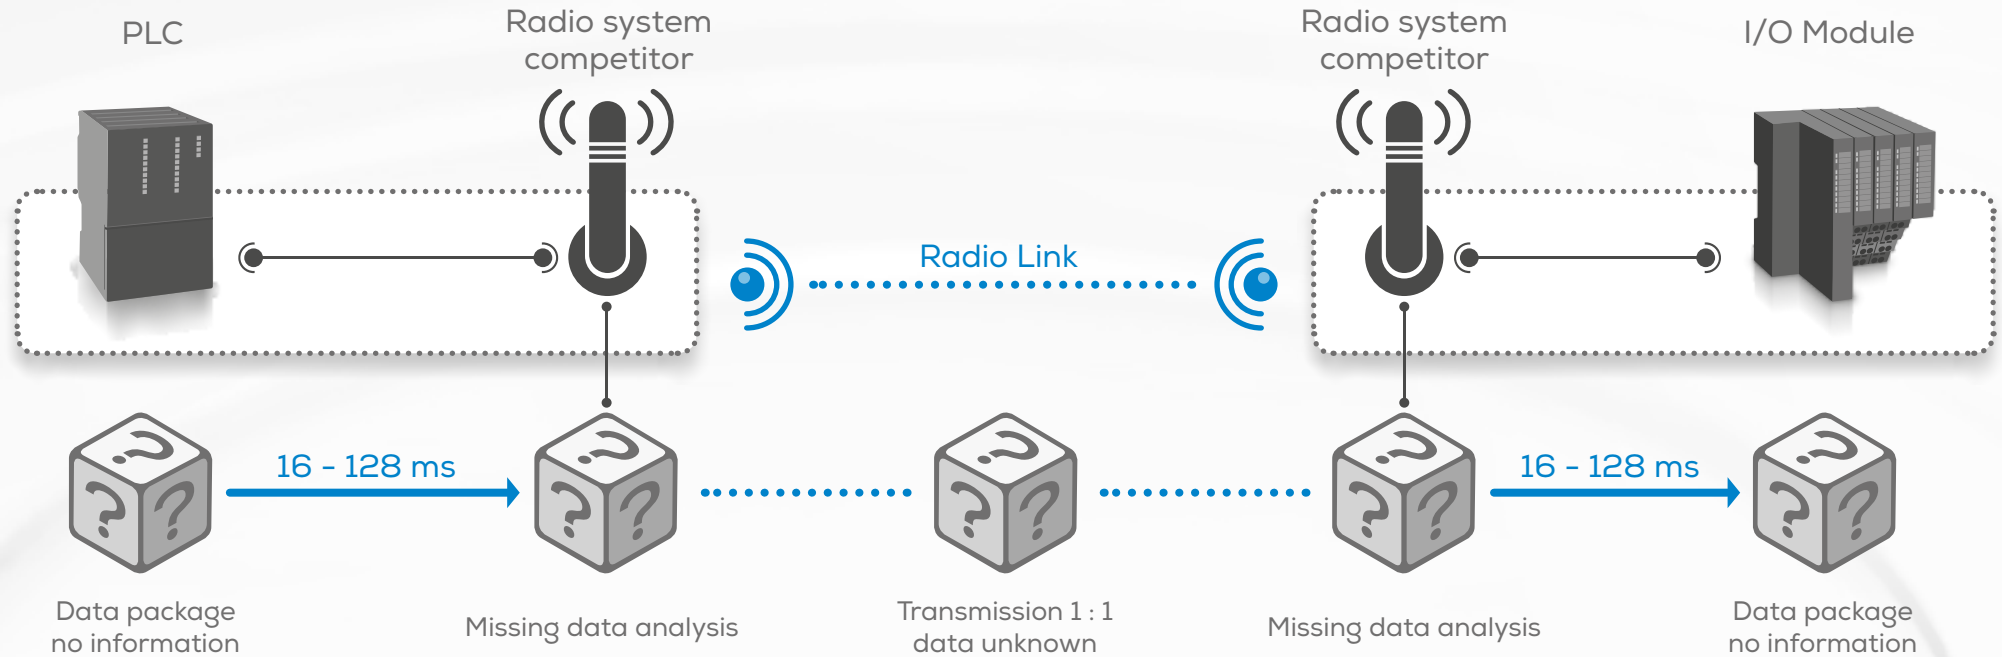 PLC
Radio system
competitor
Radio system
competitor
I/O Module
Radio Link
16 - 128 ms
16 - 128 ms
Data package
no information
Missing data analysis
Transmission 1 : 1
data unknown
Missing data analysis
Data package
no information